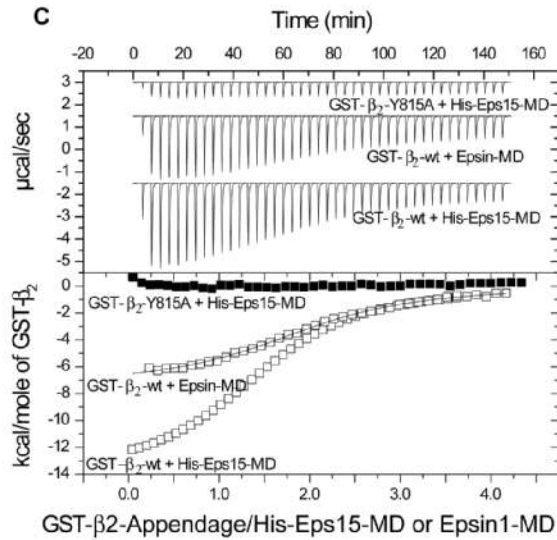 C
Time (min)
-20 0 20 40 60 80 100 120 140 160
3
2
1
0
-1
-2
-3
-4
-5
µcal/sec
GST-β₂-Y815A + His-Eps15-MD
GST-β₂-wt + Epsin-MD
GST-β₂-wt + His-Eps15-MD
0
-2
-4
-6
-8
-10
-12
-14
kcal/mole of GST-β₂
GST-β₂-Y815A + His-Eps15-MD
GST-β₂-wt + Epsin-MD
GST-β₂-wt + His-Eps15-MD
0.0 1.0 2.0 3.0 4.0
GST-β2-Appendage/His-Eps15-MD or Epsin1-MD